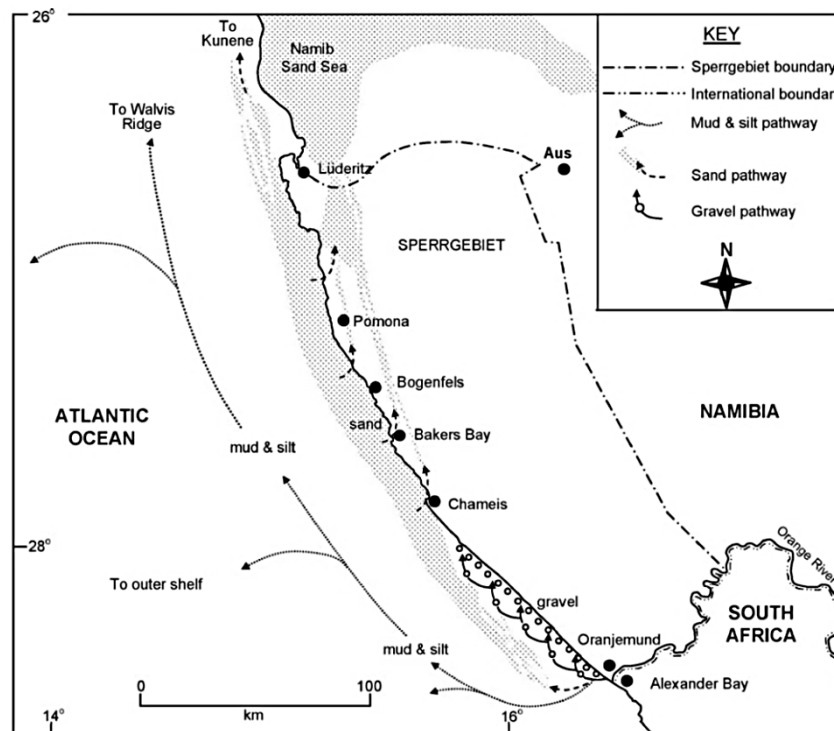 26°
To
Kunene
Namib
Sand Sea
KEY
Sperrgebiet boundary
International boundary
Mud & silt pathway
Sand pathway
Gravel pathway
N
To Walvis
Ridge
Lüderitz
Aus
SPERRGEBIET
Pomona
Bogenfels
ATLANTIC
OCEAN
NAMIBIA
sand
Bakers Bay
mud & silt
Chameis
28°
Orange River
To outer shelf
gravel
SOUTH
AFRICA
Oranjemund
mud & silt
Alexander Bay
0
100
km
14°
16°